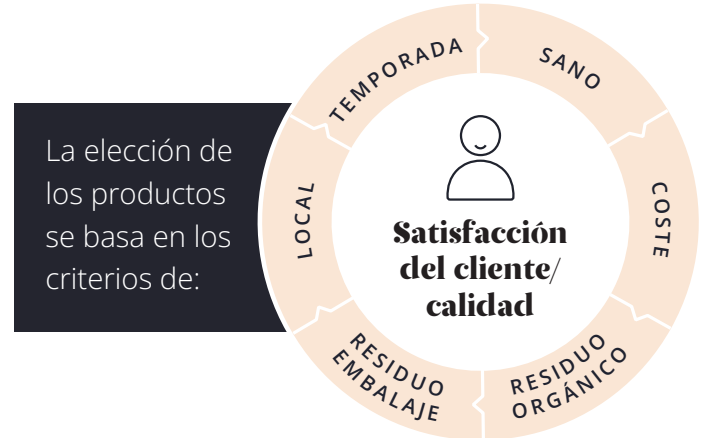 La elección de
los productos
se basa en los
criterios de:
TEMPORADA
SANO
COSTE
RESIDUO
ORGÁNICO
RESIDUO
EMBALAJE
LOCAL
Satisfacción
del cliente/
calidad